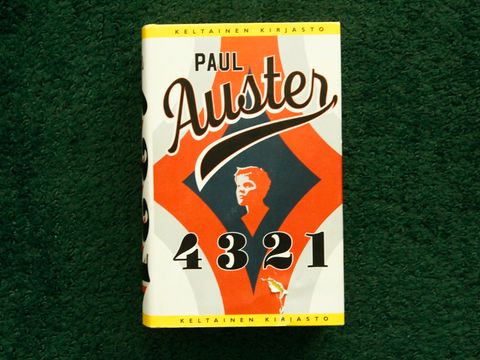 KELTAINEN KIRJASTO
PAUL
Auster
4 3 2 1
KELTAINEN KIRJASTO